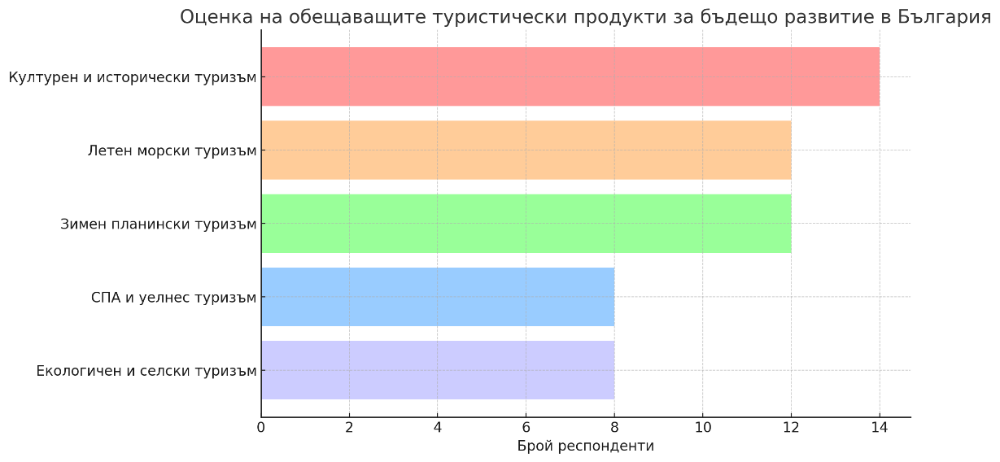 Оценка на обещаващите туристически продукти за бъдещо развитие в България
Културен и исторически туризъм
Летен морски туризъм
Зимен планински туризъм
СПА и уелнес туризъм
Екологичен и селски туризъм
0 2 4 6 8 10 12 14
Брой респонденти